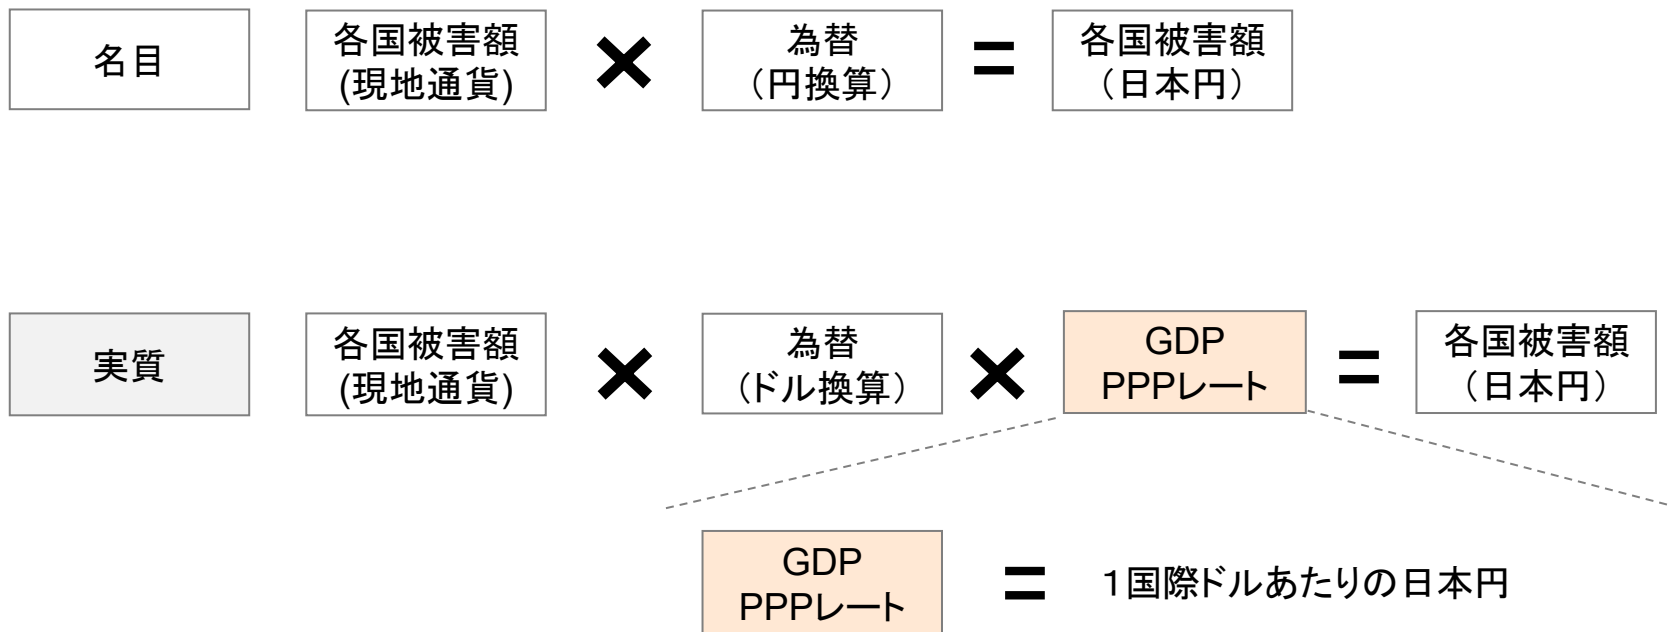 名目
各国被害額
(現地通貨)
×
為替
（円換算）
=
各国被害額
（日本円）
実質
各国被害額
(現地通貨)
×
為替
（ドル換算）
×
GDP
PPPレート
=
各国被害額
（日本円）
GDP
PPPレート
=
１国際ドルあたりの日本円